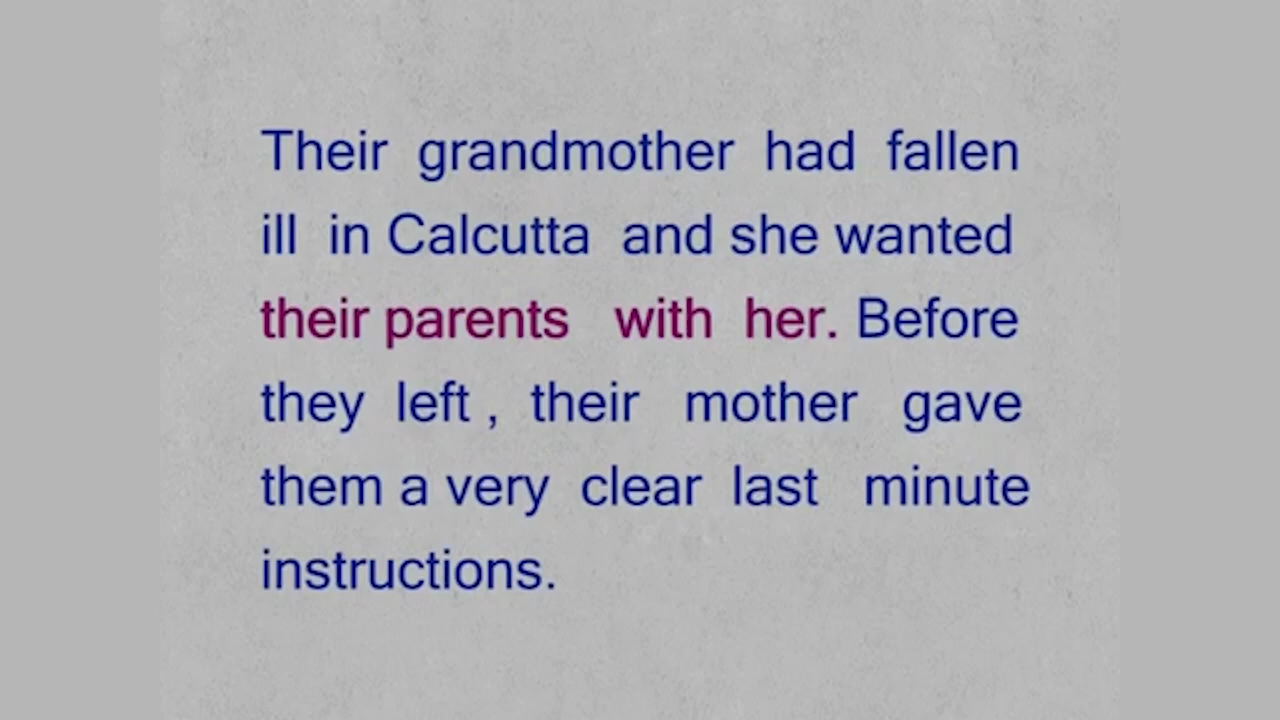 Their grandmother had fallen
ill in Calcutta and she wanted
their parents with her. Before
they left , their mother gave
them a very clear last minute
instructions.